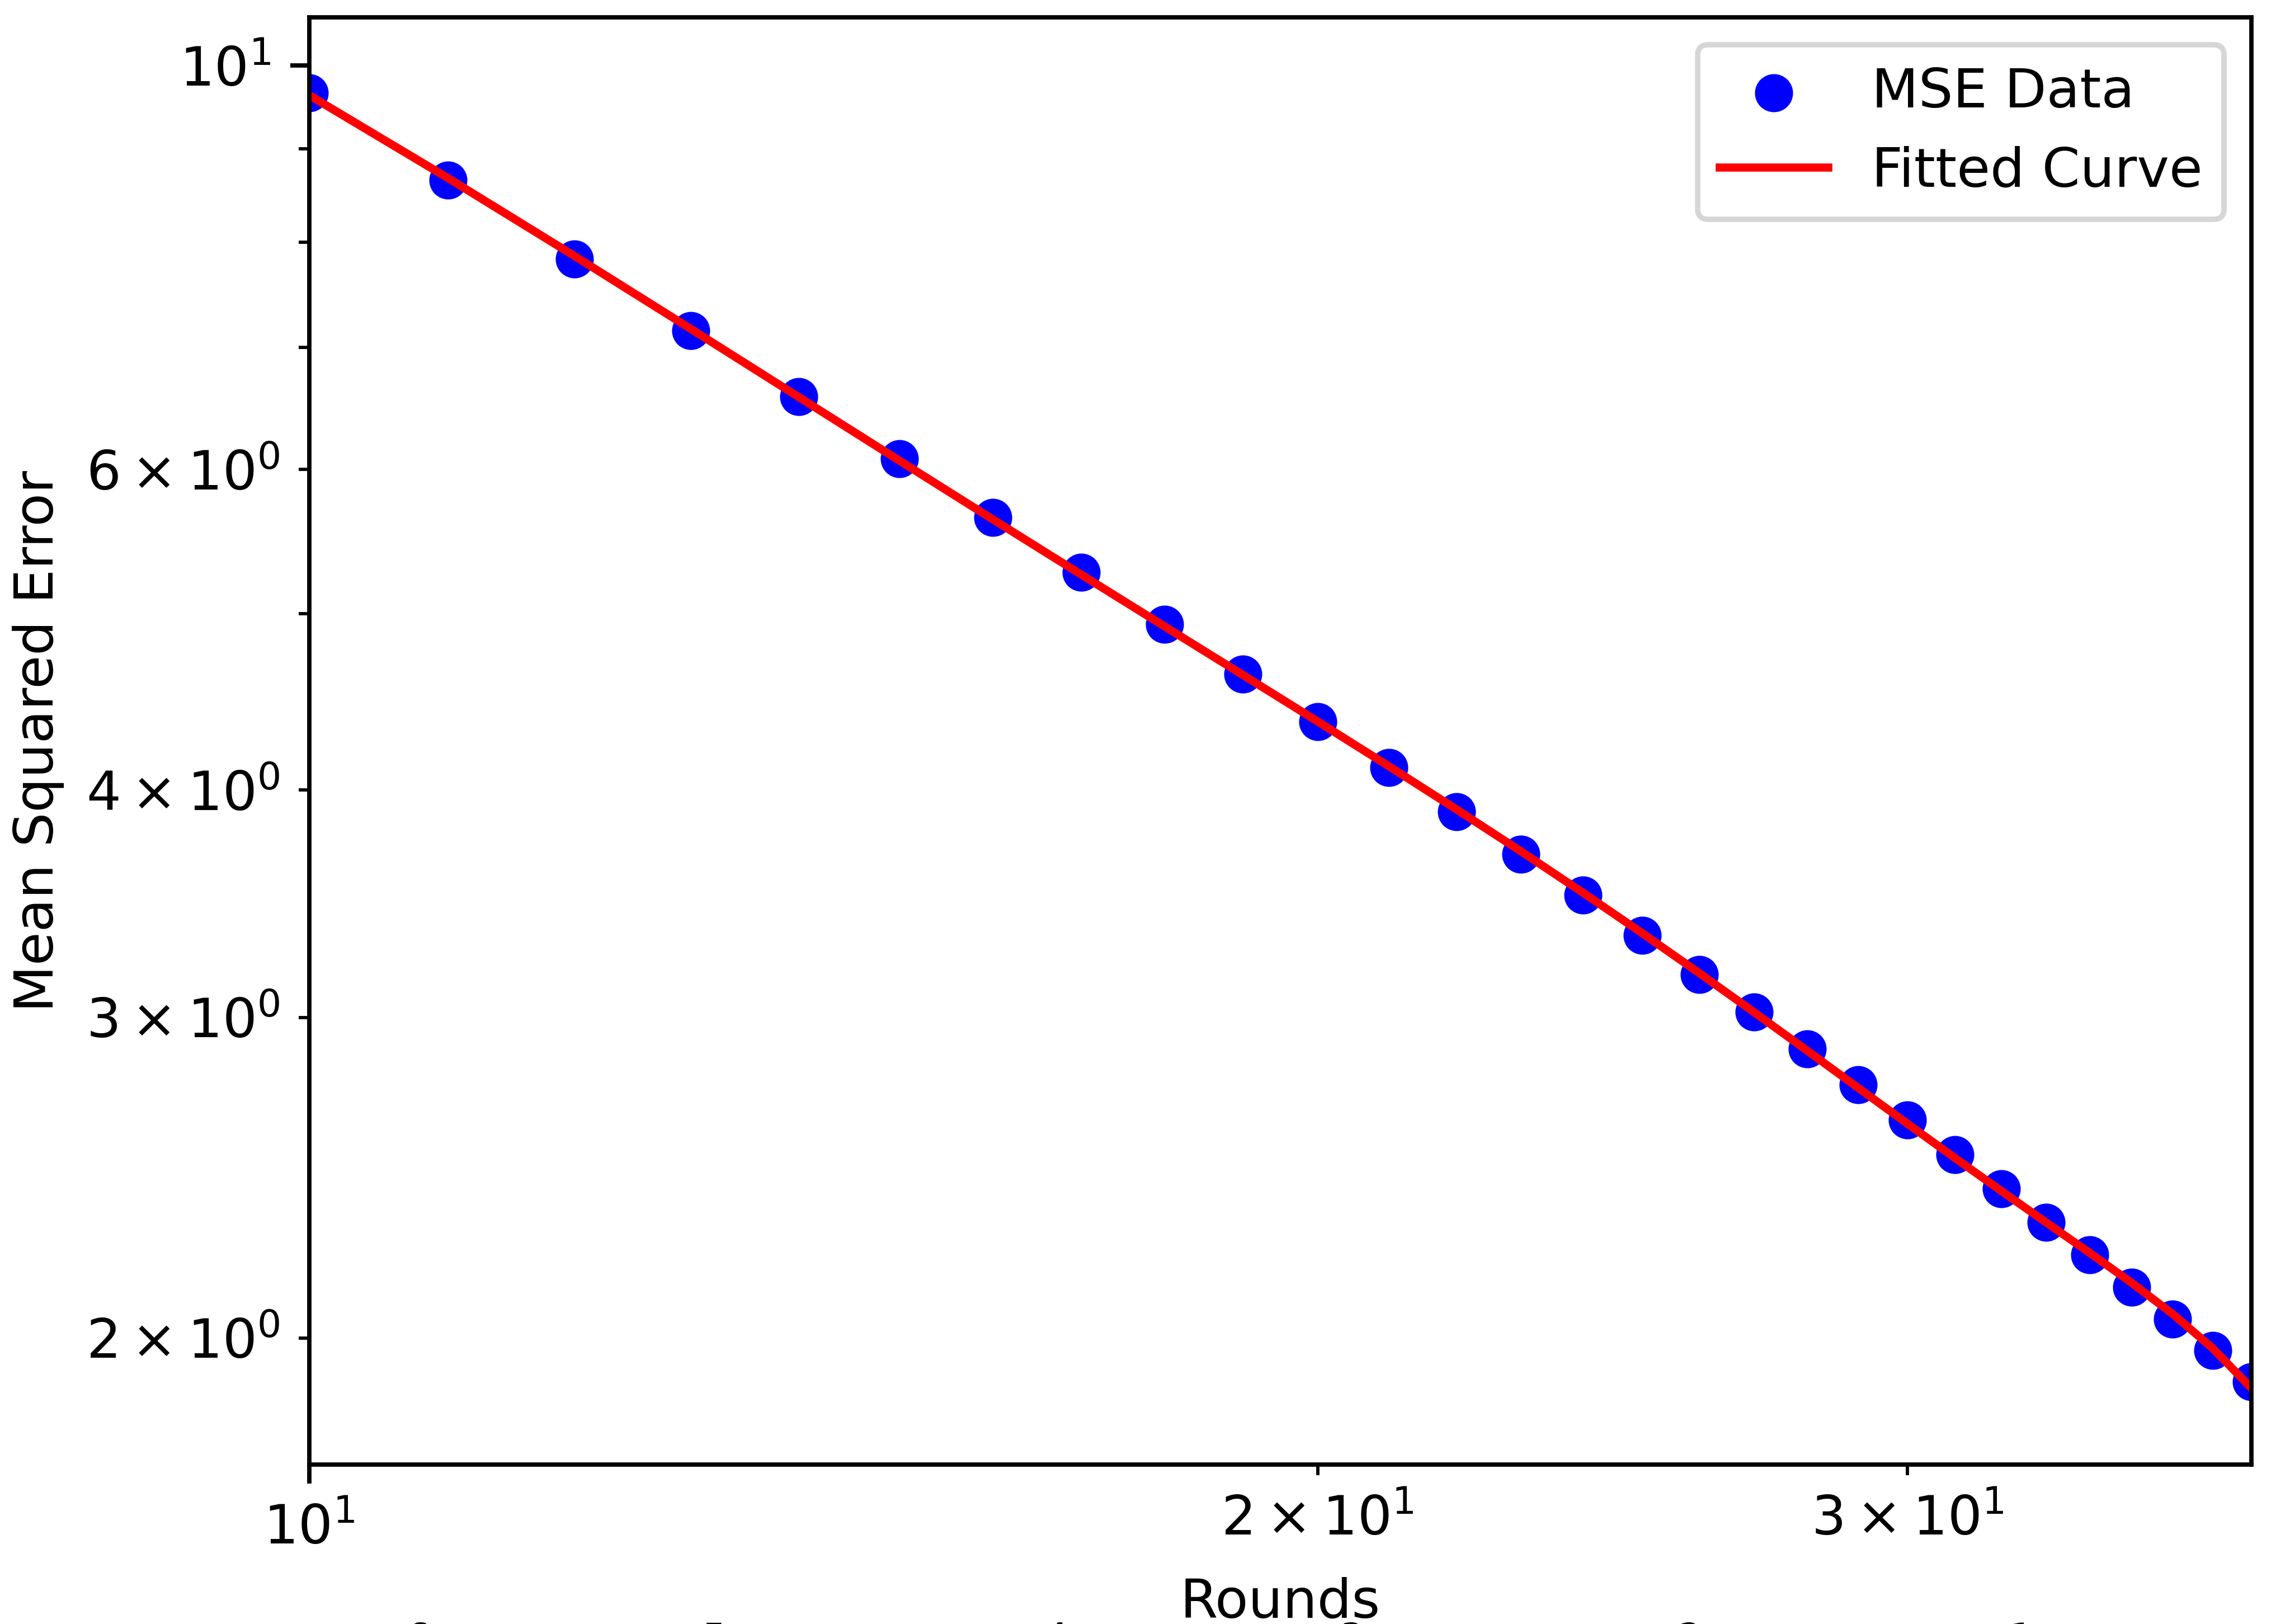 10¹
MSE Data
Fitted Curve
6 × 10⁰
4 × 10⁰
3 × 10⁰
2 × 10⁰
Mean Squared Error
10¹
2 × 10¹
3 × 10¹
Rounds